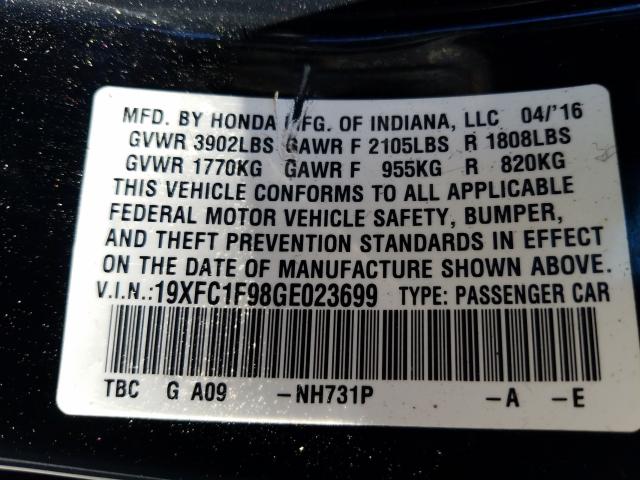 MFD. BY HONDA MFG. OF INDIANA, LLC 04/'16
GVWR 3902LBS GAWR F 2105LBS R 1808LBS
GVWR 1770KG GAWR F 955KG R 820KG
THIS VEHICLE CONFORMS TO ALL APPLICABLE
FEDERAL MOTOR VEHICLE SAFETY, BUMPER,
AND THEFT PREVENTION STANDARDS IN EFFECT
ON THE DATE OF MANUFACTURE SHOWN ABOVE.
V.I.N.:19XFC1F98GE023699 TYPE: PASSENGER CAR
TBC G A09 –NH731P –A –E